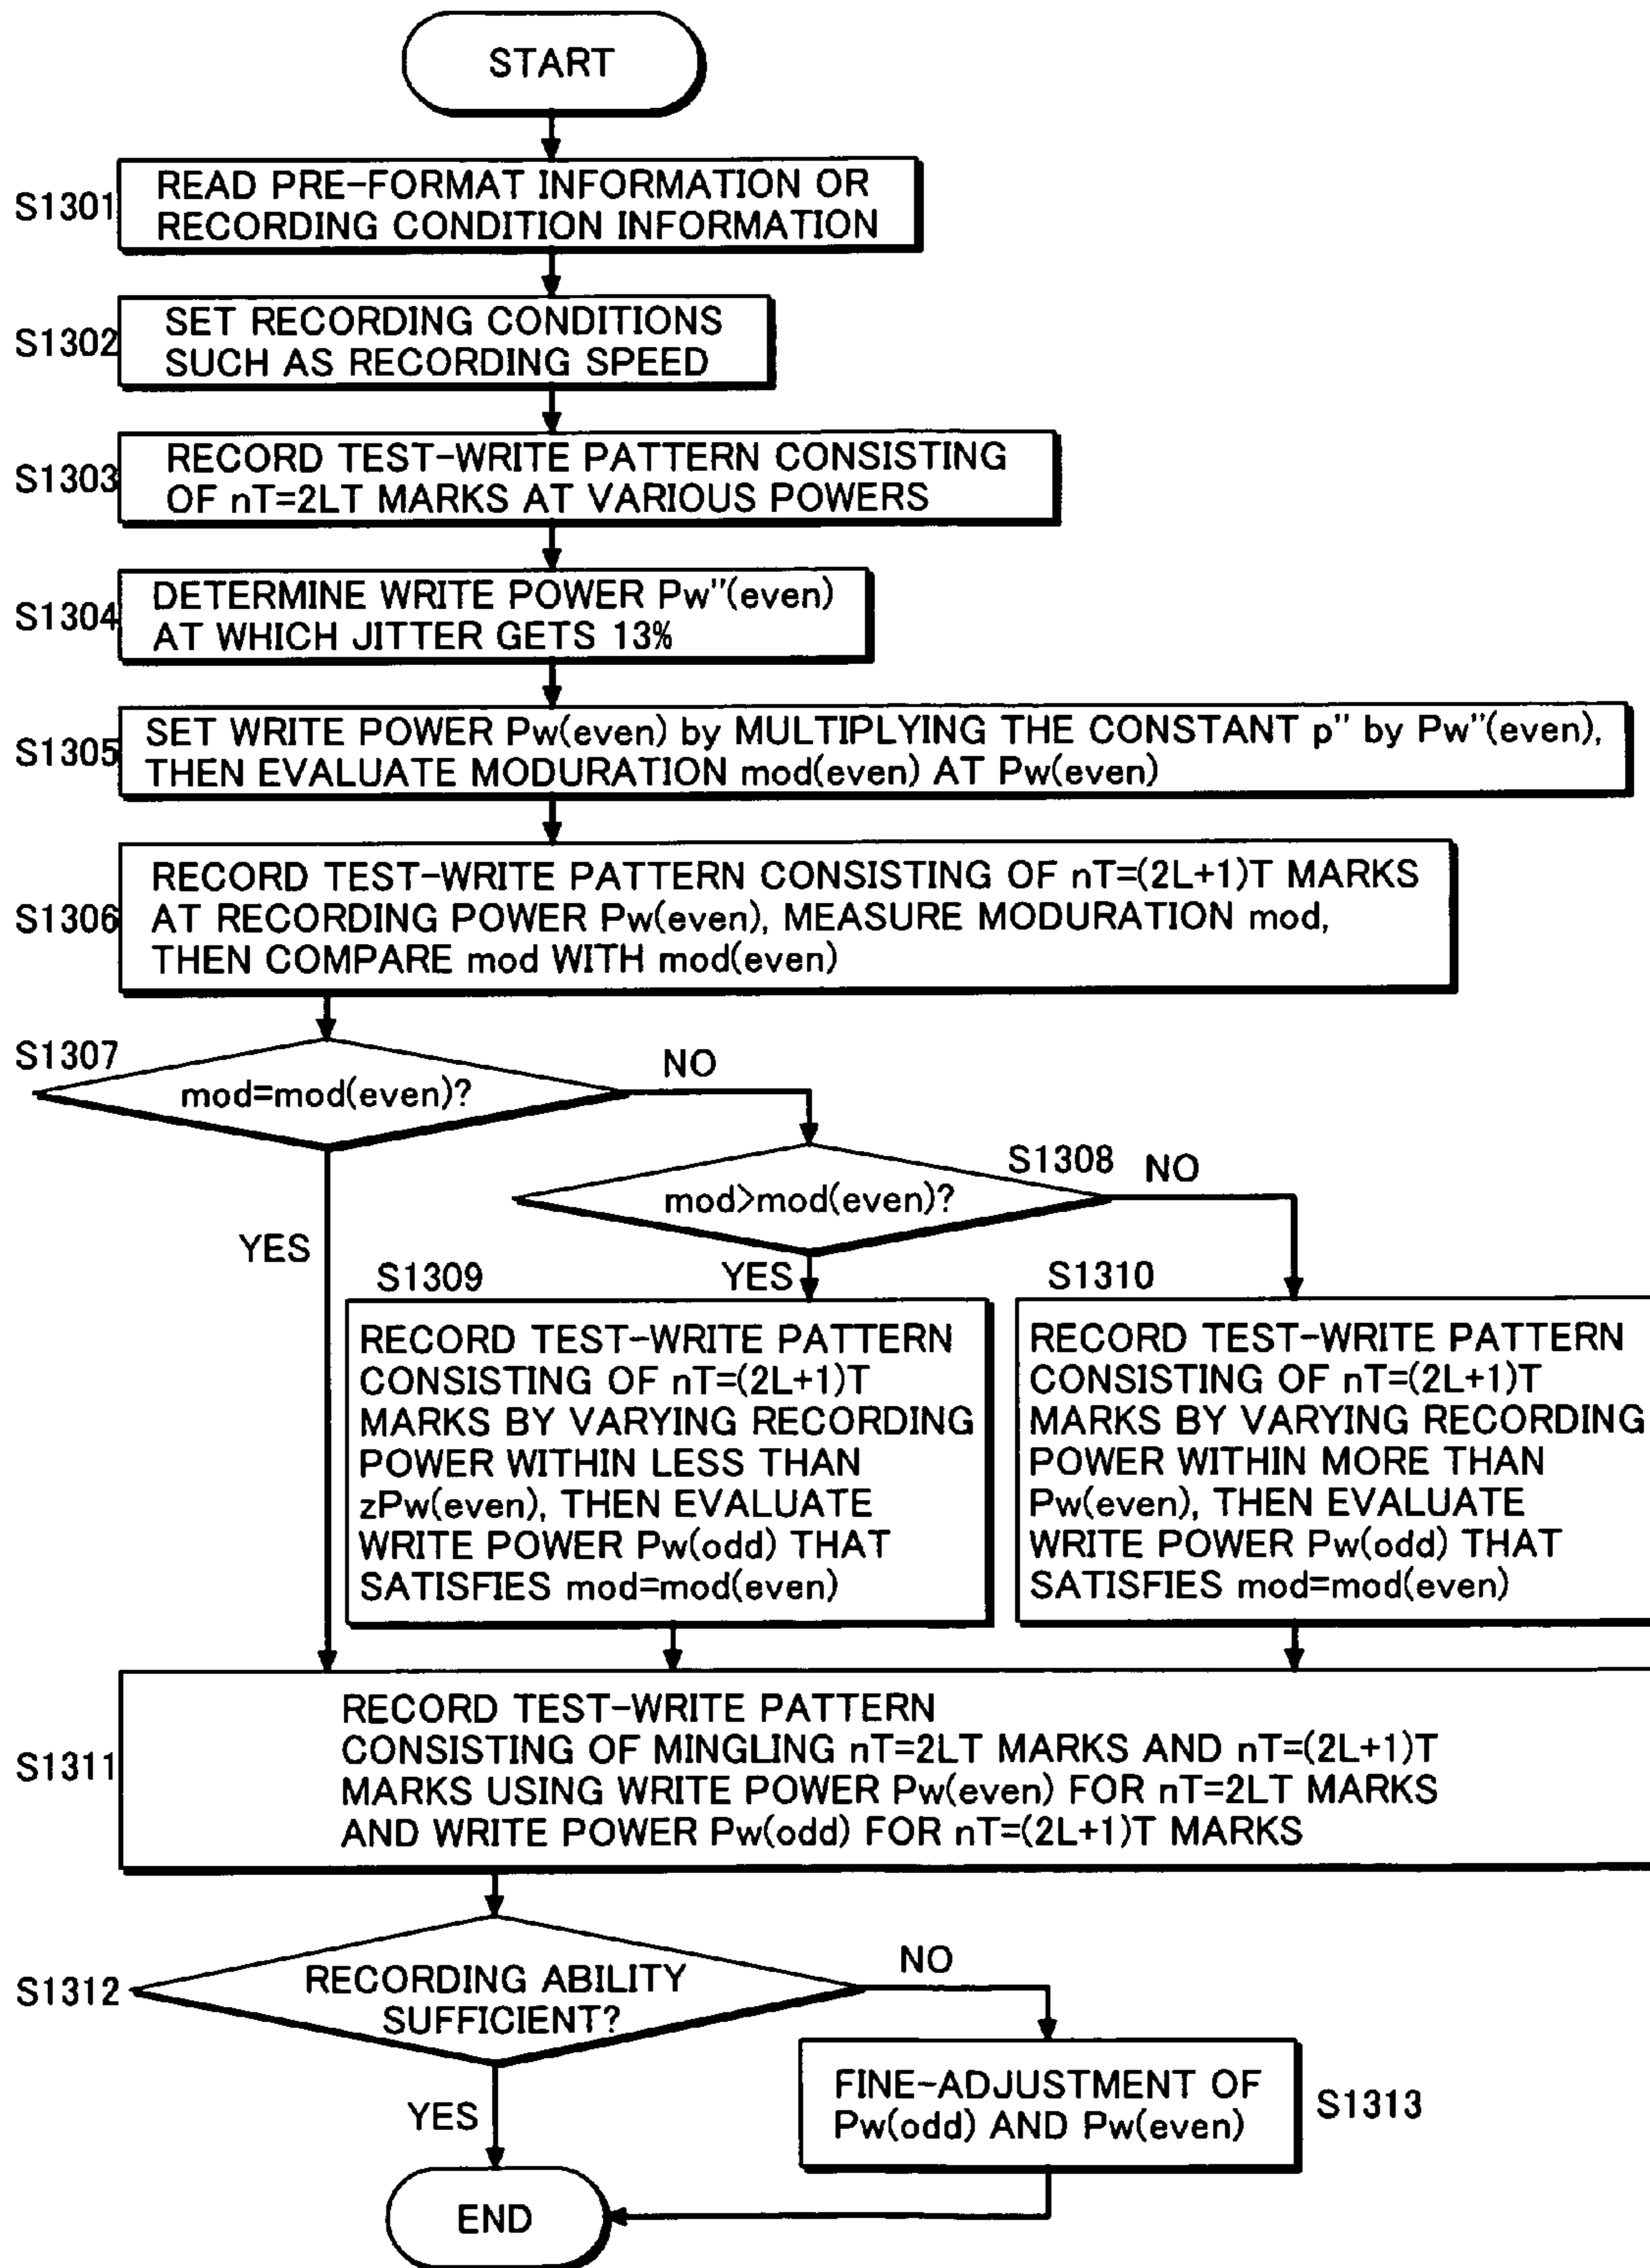 START
S1301
READ PRE-FORMAT INFORMATION OR
RECORDING CONDITION INFORMATION
S1302
SET RECORDING CONDITIONS
SUCH AS RECORDING SPEED
S1303
RECORD TEST-WRITE PATTERN CONSISTING
OF nT=2LT MARKS AT VARIOUS POWERS
S1304
DETERMINE WRITE POWER Pw"(even)
AT WHICH JITTER GETS 13%
S1305
SET WRITE POWER Pw(even) by MULTIPLYING THE CONSTANT p" by Pw"(even),
THEN EVALUATE MODURATION mod(even) AT Pw(even)
S1306
RECORD TEST-WRITE PATTERN CONSISTING OF nT=(2L+1)T MARKS
AT RECORDING POWER Pw(even), MEASURE MODURATION mod,
THEN COMPARE mod WITH mod(even)
S1307
mod=mod(even)?
NO
YES
S1308
mod>mod(even)?
NO
YES
S1309
RECORD TEST-WRITE PATTERN
CONSISTING OF nT=(2L+1)T
MARKS BY VARYING RECORDING
POWER WITHIN LESS THAN
zPw(even), THEN EVALUATE
WRITE POWER Pw(odd) THAT
SATISFIES mod=mod(even)
S1310
RECORD TEST-WRITE PATTERN
CONSISTING OF nT=(2L+1)T
MARKS BY VARYING RECORDING
POWER WITHIN MORE THAN
Pw(even), THEN EVALUATE
WRITE POWER Pw(odd) THAT
SATISFIES mod=mod(even)
S1311
RECORD TEST-WRITE PATTERN
CONSISTING OF MINGLING nT=2LT MARKS AND nT=(2L+1)T
MARKS USING WRITE POWER Pw(even) FOR nT=2LT MARKS
AND WRITE POWER Pw(odd) FOR nT=(2L+1)T MARKS
S1312
RECORDING ABILITY
SUFFICIENT?
NO
YES
FINE-ADJUSTMENT OF
Pw(odd) AND Pw(even)
S1313
END